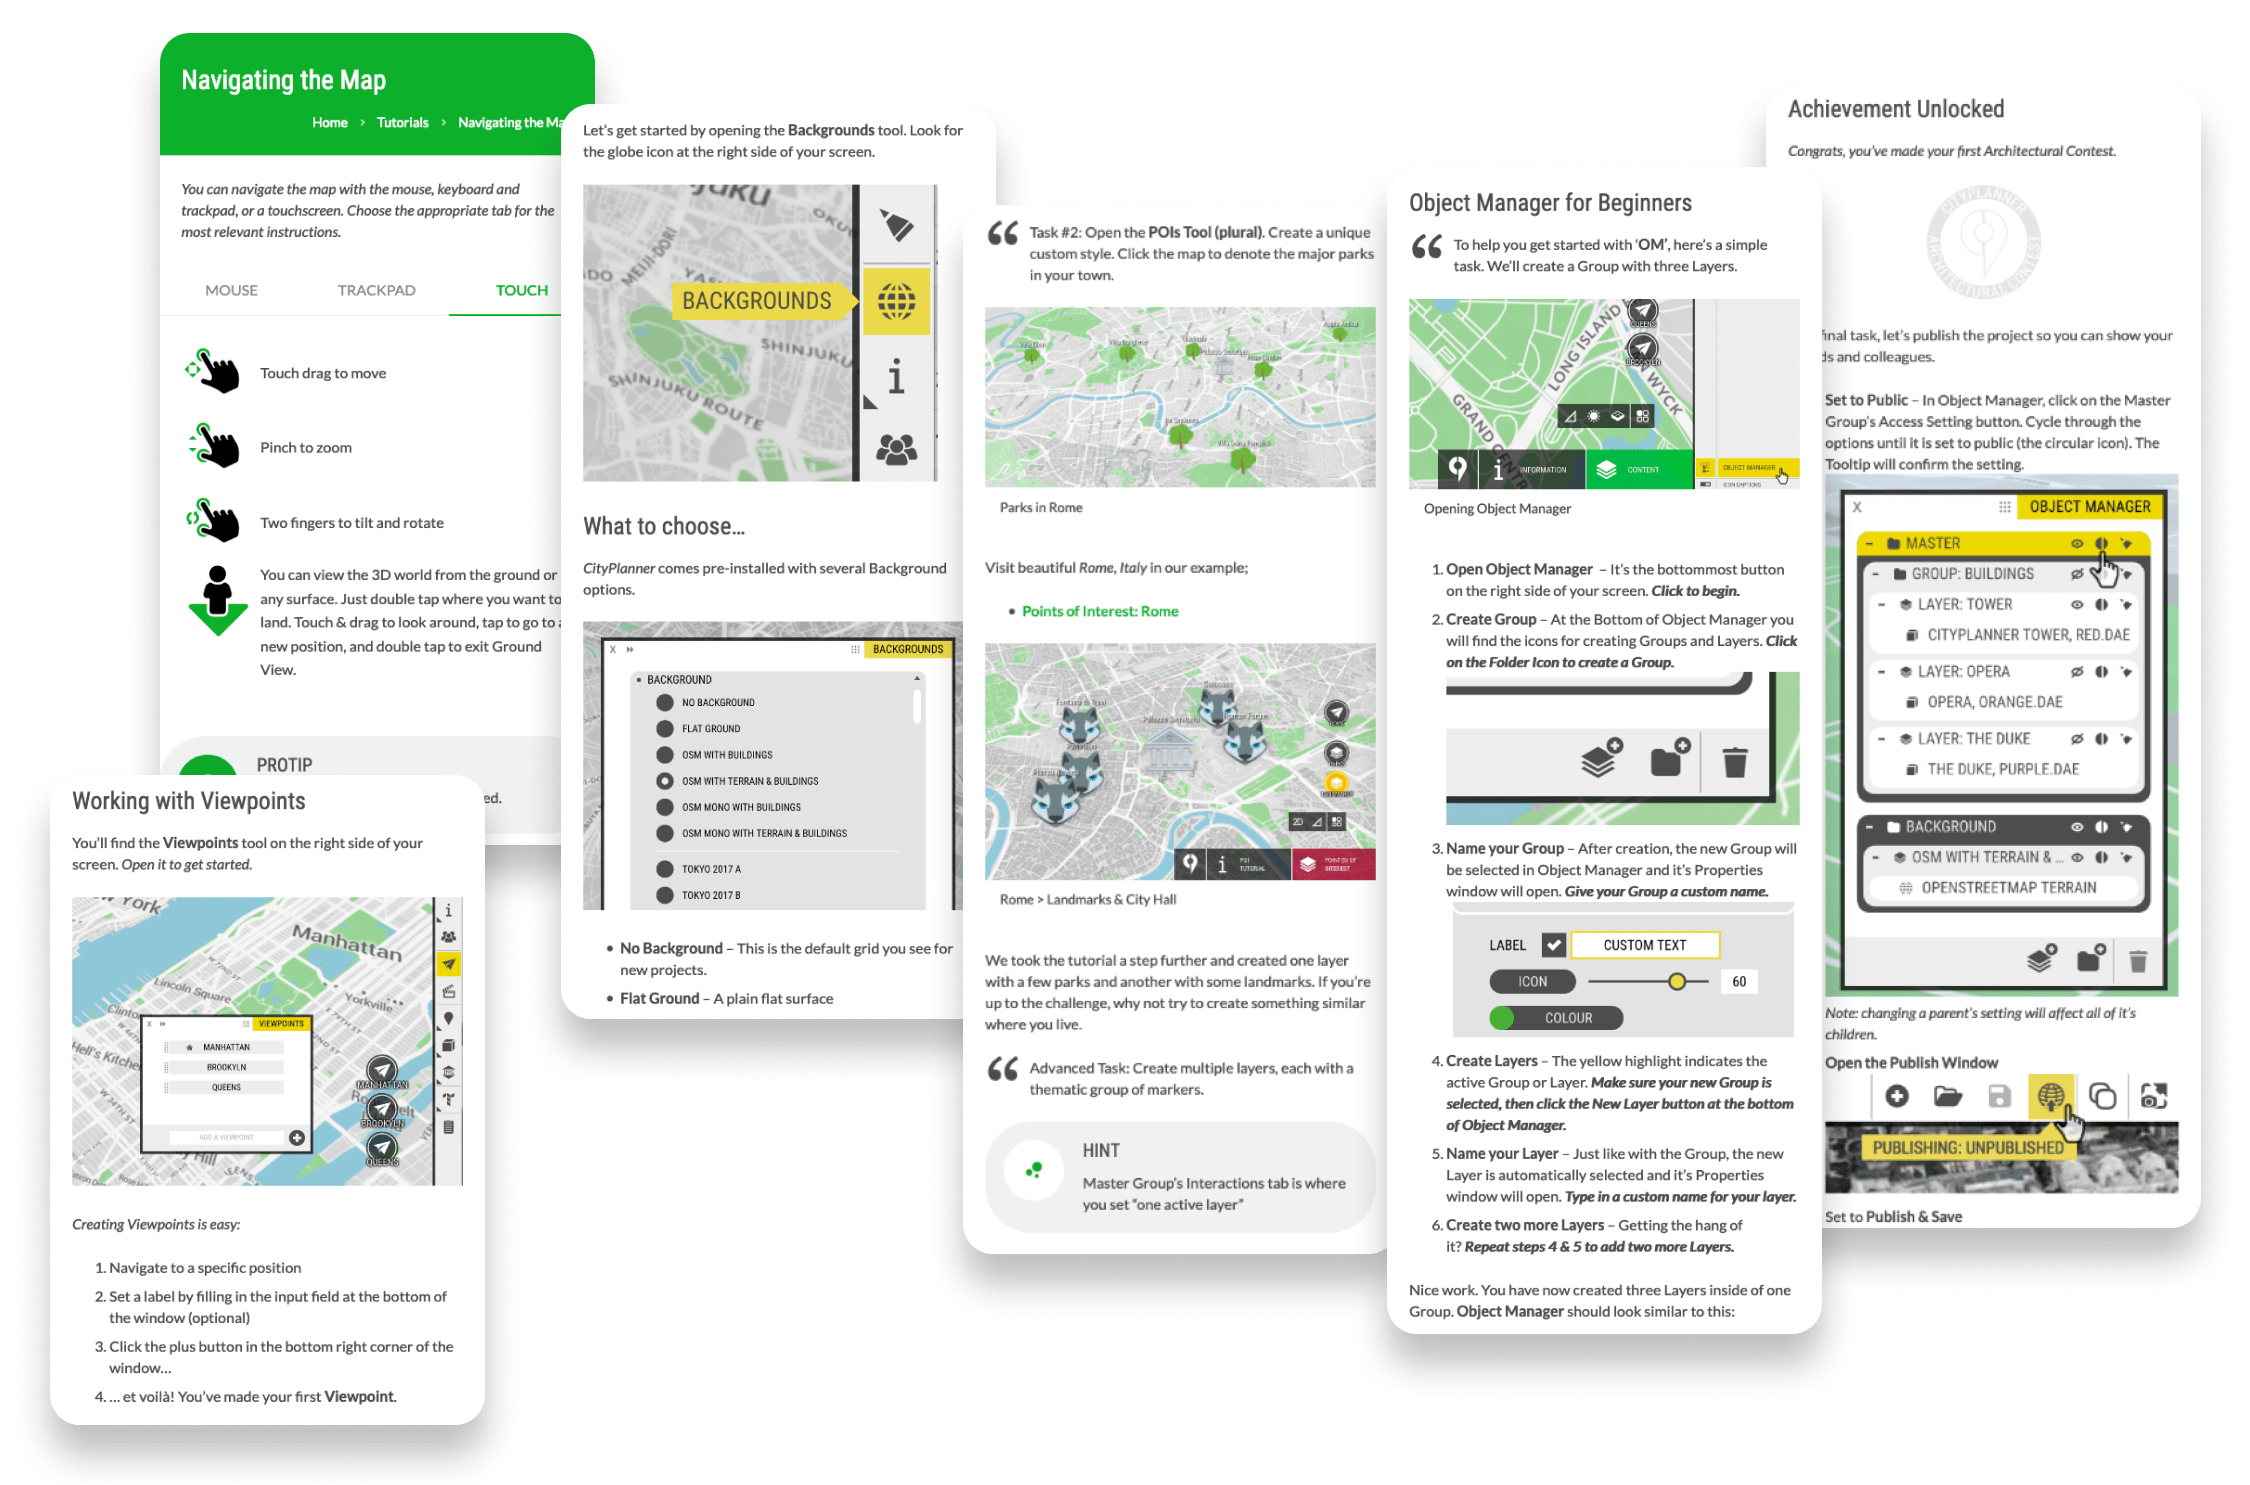 Navigating the Map
Home > Tutorials > Navigating the Ma
You can navigate the map with the mouse, keyboard and
trackpad, or a touchscreen. Choose the appropriate tab for the
most relevant instructions.
MOUSE TRACKPAD TOUCH
Touch drag to move
Pinch to zoom
Two fingers to tilt and rotate
You can view the 3D world from the ground or
any surface. Just double tap where you want to
land. Touch & drag to look around, tap to go to a
new position, and double tap to exit Ground
View.
PROTIP
ed.
Working with Viewpoints
You'll find the Viewpoints tool on the right side of your
screen. Open it to get started.
York
Manhattan
W 72ND ST
Lincoln Square
Yorkville
E 79TH ST
Clinto
Hell's Kitche
W 34TH ST
X
VIEWPOINTS
MANHATTAN
BROOKLYN
QUEENS
ADD A VIEWPOINT
MANHATTAN
BROOKLYN
QUEENS
Creating Viewpoints is easy:
1. Navigate to a specific position
2. Set a label by filling in the input field at the bottom of
the window (optional)
3. Click the plus button in the bottom right corner of the
window...
4. ... et voilà! You've made your first Viewpoint.
Let's get started by opening the Backgrounds tool. Look for
the globe icon at the right side of your screen.
MEIJI-DORI
BACKGROUNDS
SHINJUKU
SHINJUKU ROUTE
What to choose...
CityPlanner comes pre-installed with several Background
options.
X
BACKGROUNDS
BACKGROUND
NO BACKGROUND
FLAT GROUND
OSM WITH BUILDINGS
OSM WITH TERRAIN & BUILDINGS
OSM MONO WITH BUILDINGS
OSM MONO WITH TERRAIN & BUILDINGS
TOKYO 2017 A
TOKYO 2017 B
• No Background – This is the default grid you see for
new projects.
• Flat Ground – A plain flat surface
Task #2: Open the POIs Tool (plural). Create a unique
custom style. Click the map to denote the major parks
in your town.
Parks in Rome
Visit beautiful Rome, Italy in our example;
• Points of Interest: Rome
2D
POI
TUTORIAL
POINTS OF
INTEREST
Rome > Landmarks & City Hall
We took the tutorial a step further and created one layer
with a few parks and another with some landmarks. If you're
up to the challenge, why not try to create something similar
where you live.
Advanced Task: Create multiple layers, each with a
thematic group of markers.
HINT
Master Group's Interactions tab is where
you set "one active layer"
Object Manager for Beginners
To help you get started with 'OM', here's a simple
task. We'll create a Group with three Layers.
LONG ISLAND
WYCK
GRAND CENTR
QUEENS
BROOKLYN
INFORMATION
CONTENT
OBJECT MANAGER
ICON CAPTIONS
Opening Object Manager
1. Open Object Manager – It's the bottommost button
on the right side of your screen. Click to begin.
2. Create Group – At the Bottom of Object Manager you
will find the icons for creating Groups and Layers. Click
on the Folder Icon to create a Group.
3. Name your Group – After creation, the new Group will
be selected in Object Manager and it's Properties
window will open. Give your Group a custom name.
LABEL CUSTOM TEXT
ICON 60
COLOUR
4. Create Layers – The yellow highlight indicates the
active Group or Layer. Make sure your new Group is
selected, then click the New Layer button at the bottom
of Object Manager.
5. Name your Layer – Just like with the Group, the new
Layer is automatically selected and it's Properties
window will open. Type in a custom name for your layer.
6. Create two more Layers – Getting the hang of
it? Repeat steps 4 & 5 to add two more Layers.
Nice work. You have now created three Layers inside of one
Group. Object Manager should look similar to this:
Achievement Unlocked
Congrats, you've made your first Architectural Contest.
CITYPLANNER
ARCHITECTURAL CONTEST
final task, let's publish the project so you can show your
ds and colleagues.
Set to Public – In Object Manager, click on the Master
Group's Access Setting button. Cycle through the
options until it is set to public (the circular icon). The
Tooltip will confirm the setting.
X OBJECT MANAGER
MASTER
GROUP: BUILDINGS
LAYER: TOWER
CITYPLANNER TOWER, RED.DAE
LAYER: OPERA
OPERA, ORANGE.DAE
LAYER: THE DUKE
THE DUKE, PURPLE.DAE
BACKGROUND
OSM WITH TERRAIN & ...
OPENSTREETMAP TERRAIN
Note: changing a parent's setting will affect all of it's
children.
Open the Publish Window
PUBLISHING: UNPUBLISHED
Set to Publish & Save